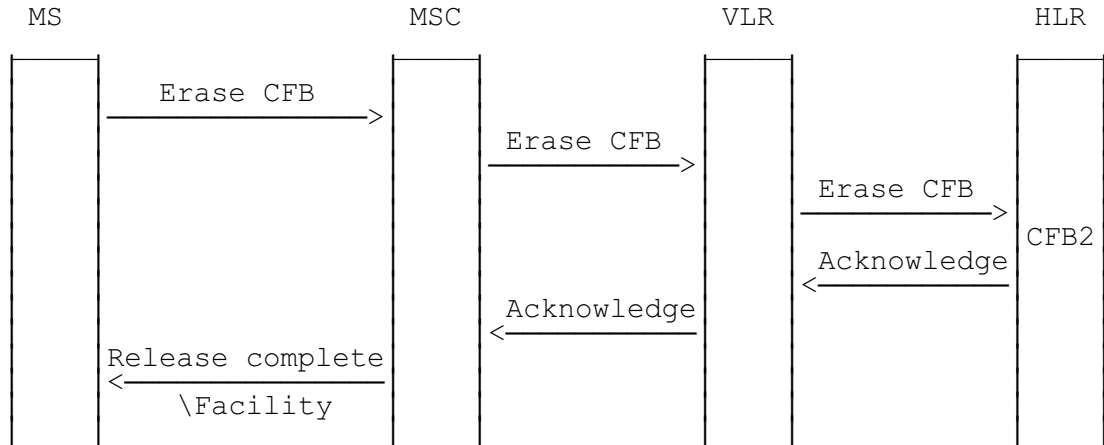 MS MSC VLR HLR
Erase CFB
Erase CFB
Erase CFB
CFB2
Acknowledge
Acknowledge
Release complete
\Facility